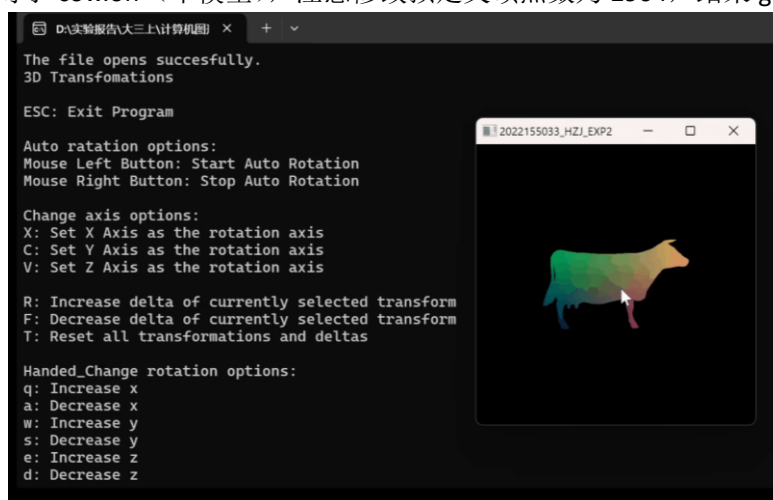 D:\实验报告\大三上\计算机图
The file opens succesfully.
3D Transfomations
ESC: Exit Program
2022155033_HZJ_EXP2
Auto ratation options:
Mouse Left Button: Start Auto Rotation
Mouse Right Button: Stop Auto Rotation
Change axis options:
X: Set X Axis as the rotation axis
C: Set Y Axis as the rotation axis
V: Set Z Axis as the rotation axis
R: Increase delta of currently selected transform
F: Decrease delta of currently selected transform
T: Reset all transformations and deltas
Handed_Change rotation options:
q: Increase x
a: Decrease x
w: Increase y
s: Decrease y
e: Increase z
d: Decrease z